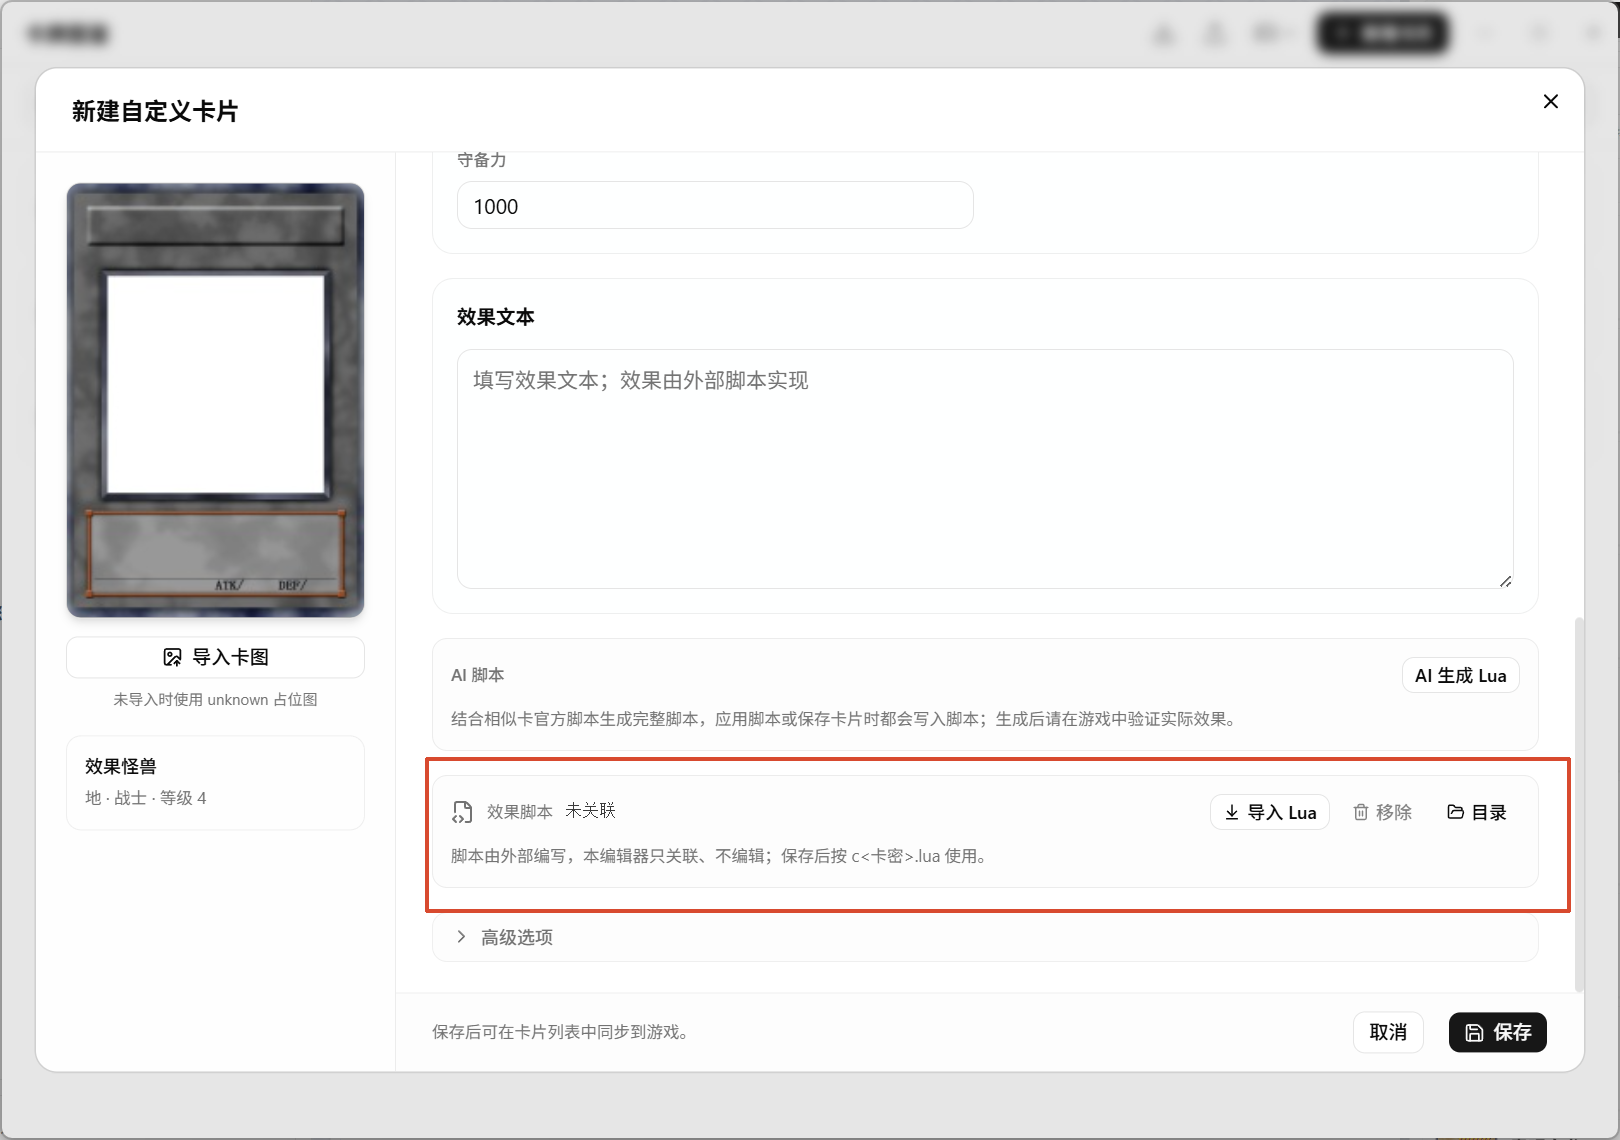 新建自定义卡片
守备力
1000
ATK/ DEF/
导入卡图
未导入时使用 unknown 占位图
效果怪兽
地 · 战士 · 等级 4
效果文本
填写效果文本；效果由外部脚本实现
AI 脚本
AI 生成 Lua
结合相似卡官方脚本生成完整脚本，应用脚本或保存卡片时都会写入脚本；生成后请在游戏中验证实际效果。
效果脚本 未关联
导入 Lua 移除 目录
脚本由外部编写，本编辑器只关联、不编辑；保存后按 c<卡密>.lua 使用。
高级选项
保存后可在卡片列表中同步到游戏。
取消 保存